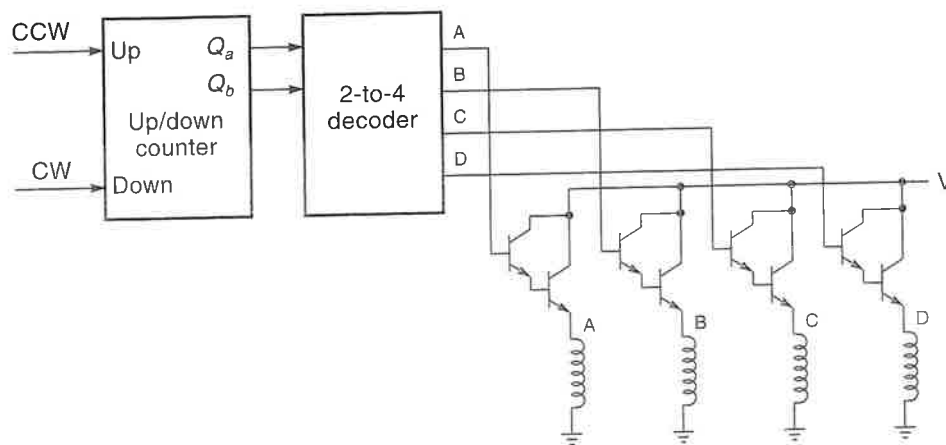 CCW
Up
Qa
Qb
Up/down
counter
CW
Down
2-to-4
decoder
A
B
C
D
V
A
B
C
D